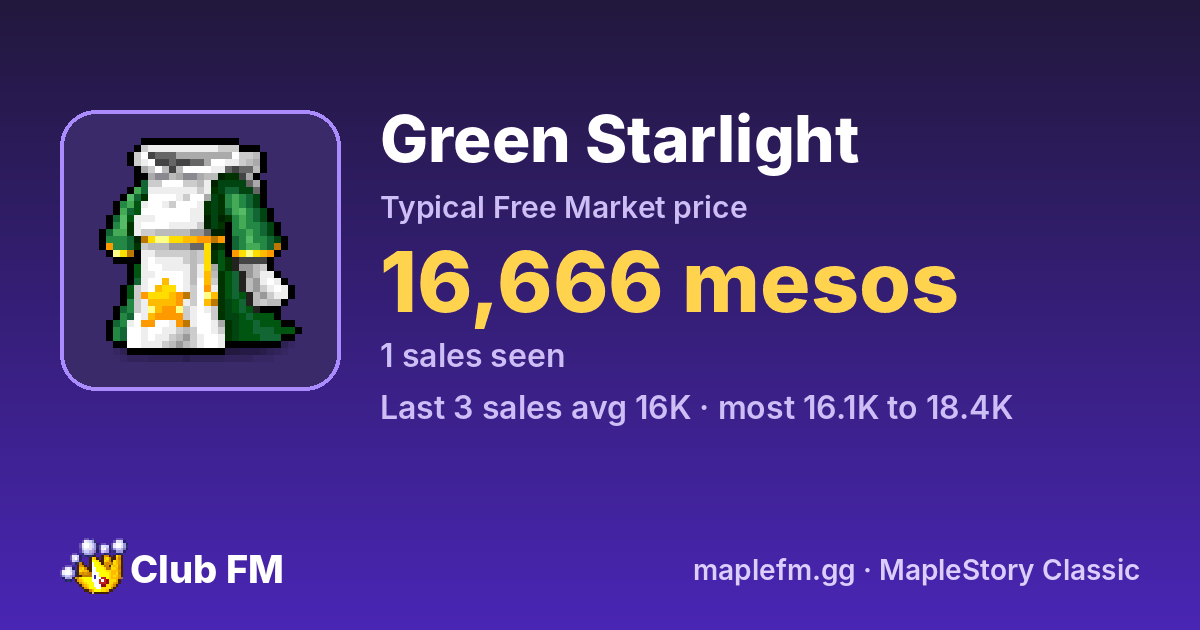 Green Starlight
Typical Free Market price
16,666 mesos
1 sales seen
Last 3 sales avg 16K · most 16.1K to 18.4K
Club FM
maplefm.gg · MapleStory Classic